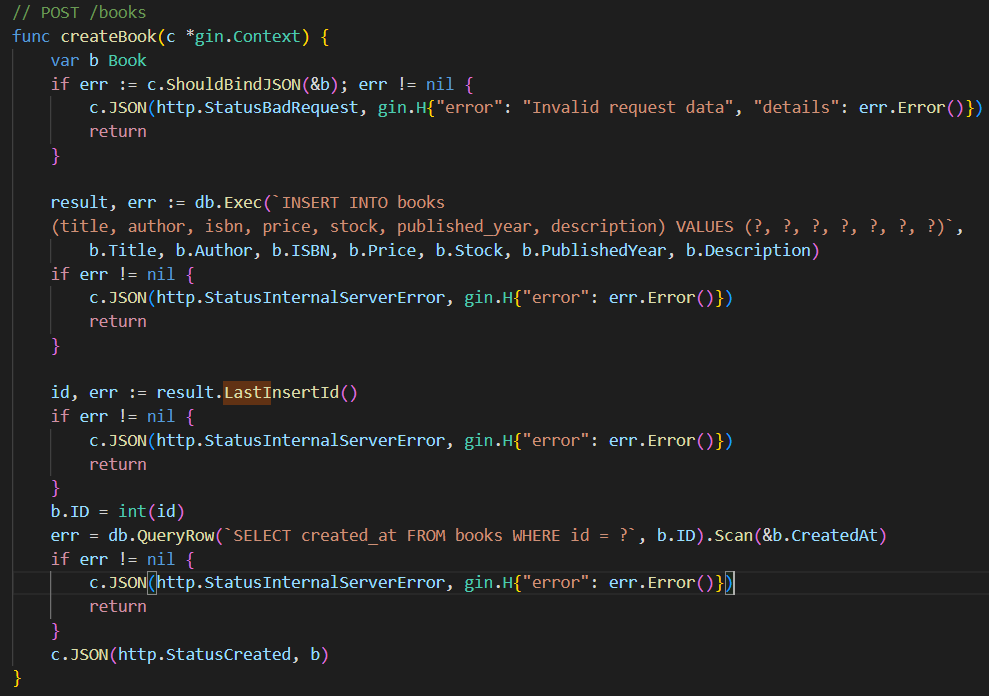 // POST /books
func createBook(c *gin.Context) {
    var b Book
    if err := c.ShouldBindJSON(&b); err != nil {
        c.JSON(http.StatusBadRequest, gin.H{"error": "Invalid request data", "details": err.Error()})
        return
    }

    result, err := db.Exec(`INSERT INTO books
    (title, author, isbn, price, stock, published_year, description) VALUES (?, ?, ?, ?, ?, ?, ?)`,
        b.Title, b.Author, b.ISBN, b.Price, b.Stock, b.PublishedYear, b.Description)
    if err != nil {
        c.JSON(http.StatusInternalServerError, gin.H{"error": err.Error()})
        return
    }

    id, err := result.LastInsertId()
    if err != nil {
        c.JSON(http.StatusInternalServerError, gin.H{"error": err.Error()})
        return
    }
    b.ID = int(id)
    err = db.QueryRow(`SELECT created_at FROM books WHERE id = ?`, b.ID).Scan(&b.CreatedAt)
    if err != nil {
        c.JSON(http.StatusInternalServerError, gin.H{"error": err.Error()})
        return
    }
    c.JSON(http.StatusCreated, b)
}